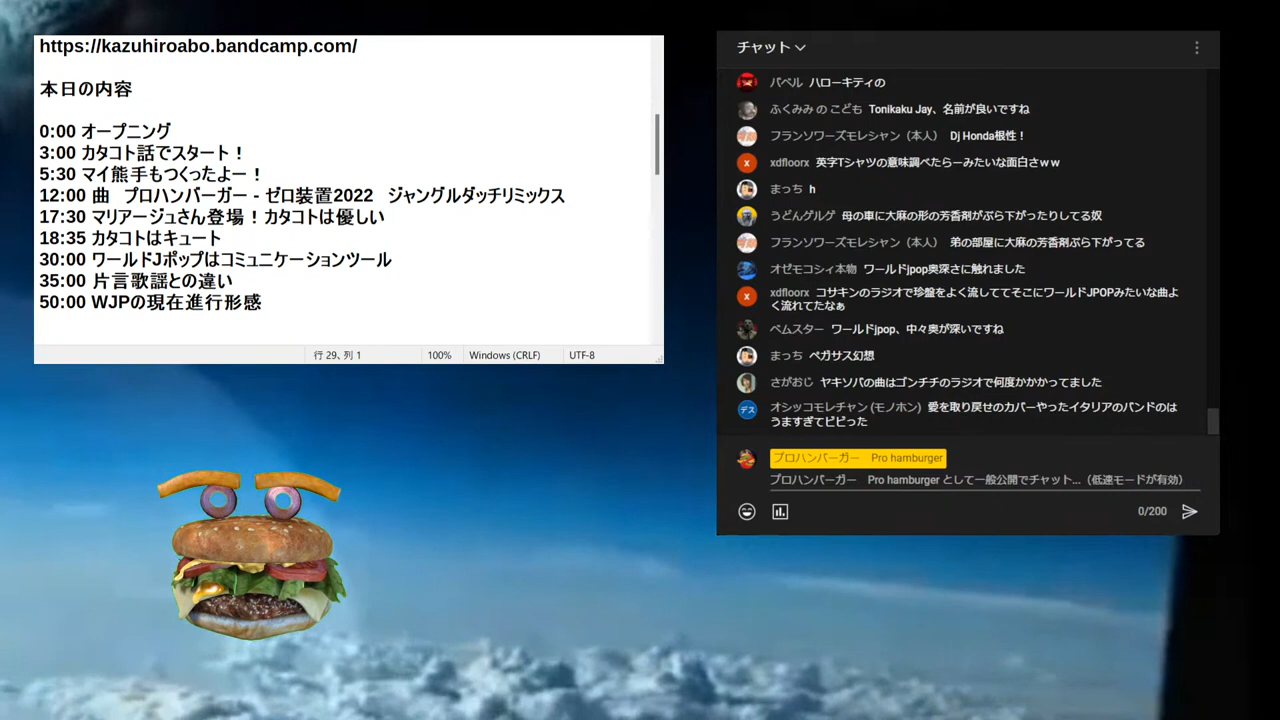 https://kazuhiroabo.bandcamp.com/
本日の内容
0:00 オープニング
3:00 カタコト話でスタート！
5:30 マイ熊手もつくったよー！
12:00 曲　プロハンバーガー - ゼロ装置2022　ジャングルダッチリミックス
17:30 マリアージュさん登場！カタコトは優しい
18:35 カタコトはキュート
30:00 ワールドJポップはコミュニケーションツール
35:00 片言歌謡との違い
50:00 WJPの現在進行形感
行 29、列 1
100%
Windows (CRLF)
UTF-8
チャット
バベル ハローキティの
ふくみみ の こども Tonikaku Jay、名前が良いですね
フランソワーズモレシャン（本人） Dj Honda根性！
xdfloorx 英字Tシャツの意味調べたらーみたいな面白さｗｗ
まっち h
うどんゲルゲ 母の車に大麻の形の芳香剤がぶら下がったりしてる奴
フランソワーズモレシャン（本人） 弟の部屋に大麻の芳香剤ぶら下がってる
オゼモコシィ本物 ワールドjpop奥深さに触れました
xdfloorx コサキンのラジオで珍盤をよく流しててそこにワールドJPOPみたいな曲よ
く流れてたなぁ
ベムスター ワールドjpop、中々奥が深いですね
まっち ペガサス幻想
さがおじ ヤキソバの曲はゴンチチのラジオで何度かかかってました
オシッコモレチャン (モノホン) 愛を取り戻せのカバーやったイタリアのバンドのは
うますぎてビビった
プロハンバーガー　Pro hamburger
プロハンバーガー　Pro hamburger として一般公開でチャット...（低速モードが有効）
0/200
x
x
デス